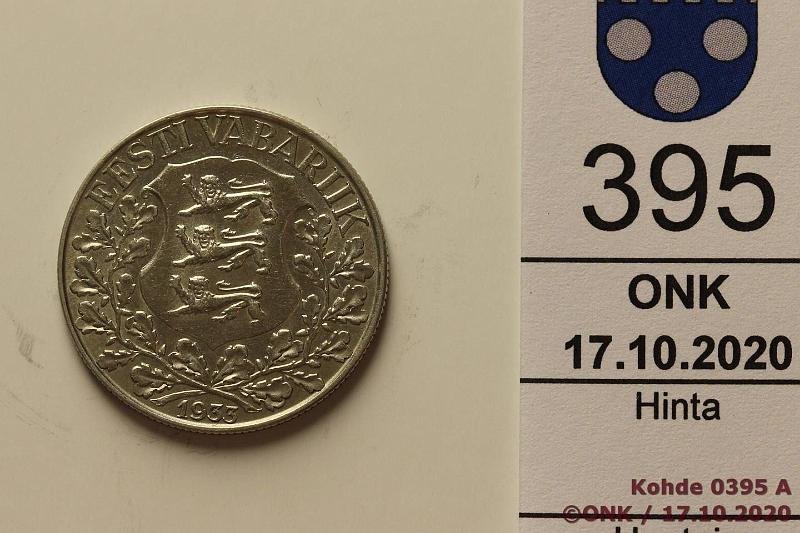 EESTI VABARIIK
1933
395
ONK
17.10.2020
Hinta
Kohde 0395 A
©ONK / 17.10.2020